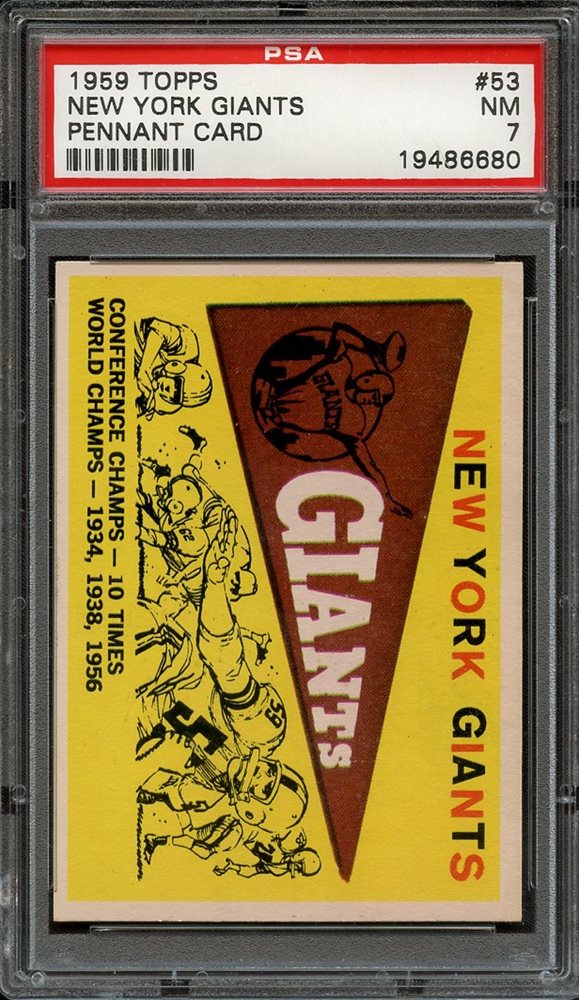 PSA
1959 TOPPS #53
NEW YORK GIANTS NM
PENNANT CARD 7
19486680
NEW YORK GIANTS
GIANTS
GIANTS
CONFERENCE CHAMPS — 10 TIMES
WORLD CHAMPS — 1934, 1938, 1956